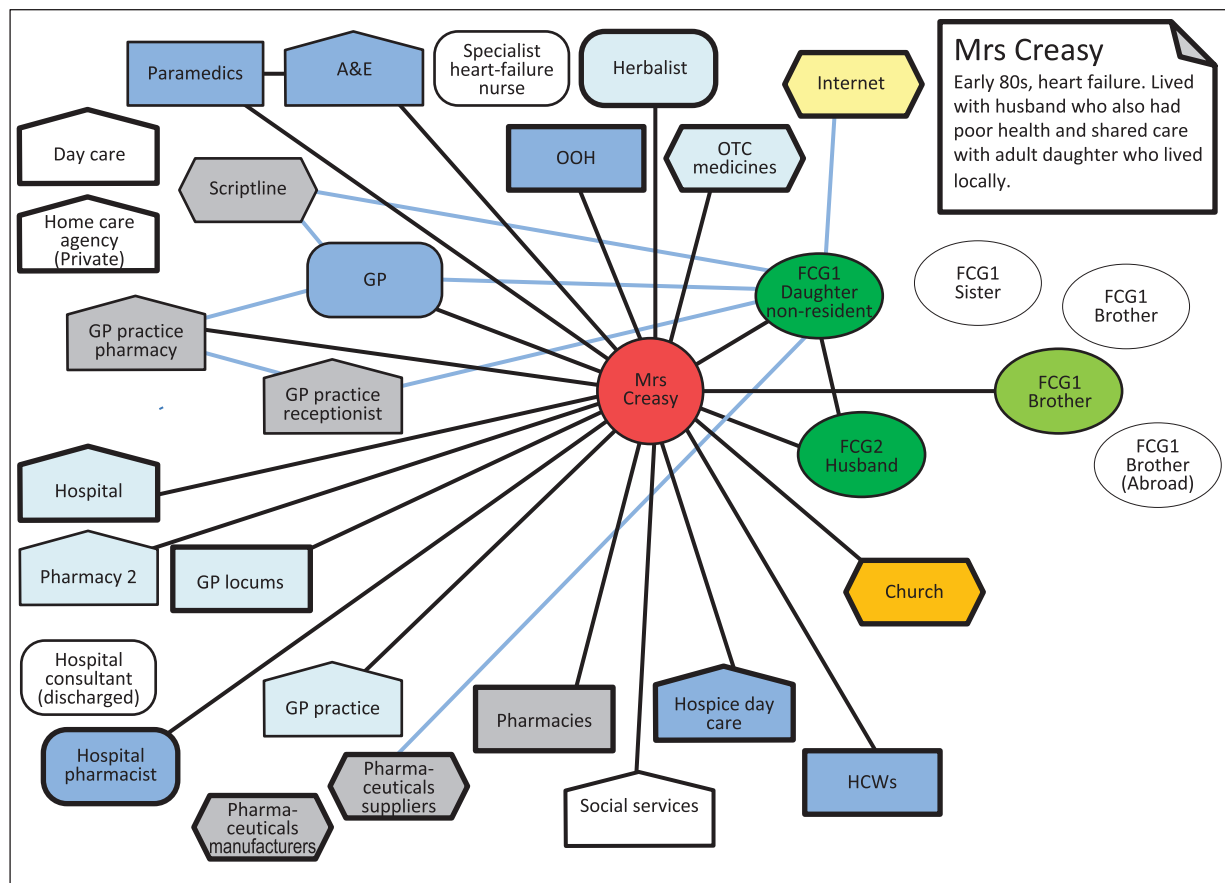 Paramedics
A&E
Specialist
heart-failure
nurse
Herbalist
Internet
Mrs Creasy
Early 80s, heart failure. Lived
with husband who also had
poor health and shared care
with adult daughter who lived
locally.
Day care
OOH
OTC
medicines
Scriptline
Home care
agency
(Private)
GP
FCG1
Daughter
non-resident
FCG1
Sister
FCG1
Brother
GP practice
pharmacy
GP practice
receptionist
Mrs
Creasy
FCG1
Brother
FCG2
Husband
FCG1
Brother
(Abroad)
Hospital
Pharmacy 2
GP locums
Church
Hospital
consultant
(discharged)
GP practice
Pharmacies
Hospice day
care
Hospital
pharmacist
Pharma-
ceuticals
suppliers
HCWs
Pharma-
ceuticals
manufacturers
Social services